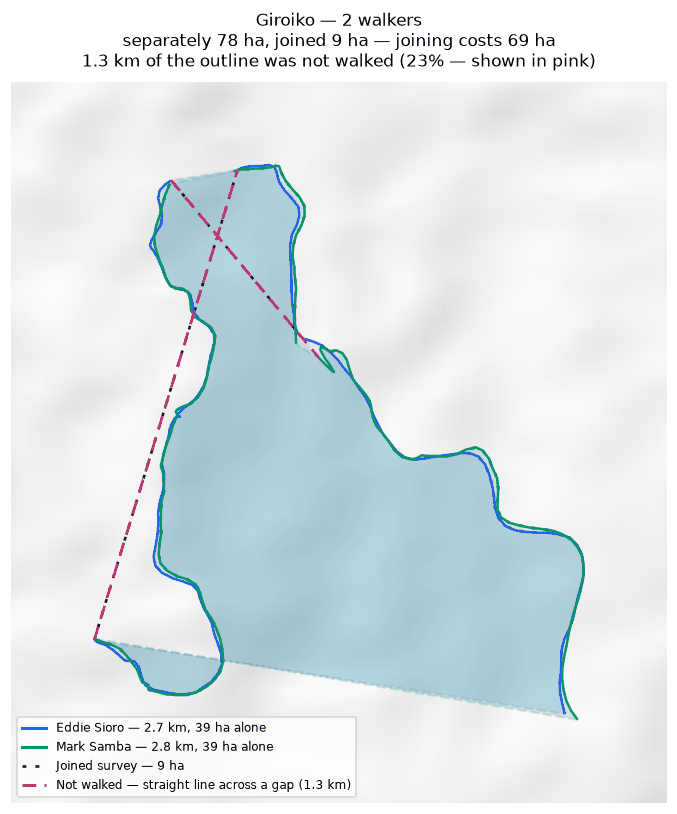 Giroiko — 2 walkers
separately 78 ha, joined 9 ha — joining costs 69 ha
1.3 km of the outline was not walked (23% — shown in pink)
Eddie Sioro — 2.7 km, 39 ha alone
Mark Samba — 2.8 km, 39 ha alone
Joined survey — 9 ha
Not walked — straight line across a gap (1.3 km)